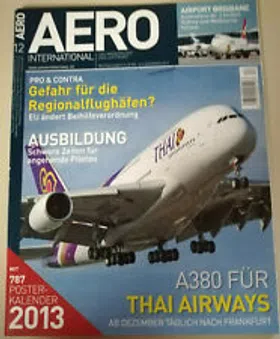 AERO
12
AERO
INTERNATIONAL
AIRPORT BRISBANE
PRO & CONTRA
Gefahr für die
Regionalflughäfen?
EU ändert Beihilfeverordnung
AUSBILDUNG
Schwere Zeiten für
angehende Piloten
THAI
A380 FÜR
THAI AIRWAYS
AB DEZEMBER TÄGLICH NACH FRANKFURT
MIT
787
POSTER-
KALENDER
2013